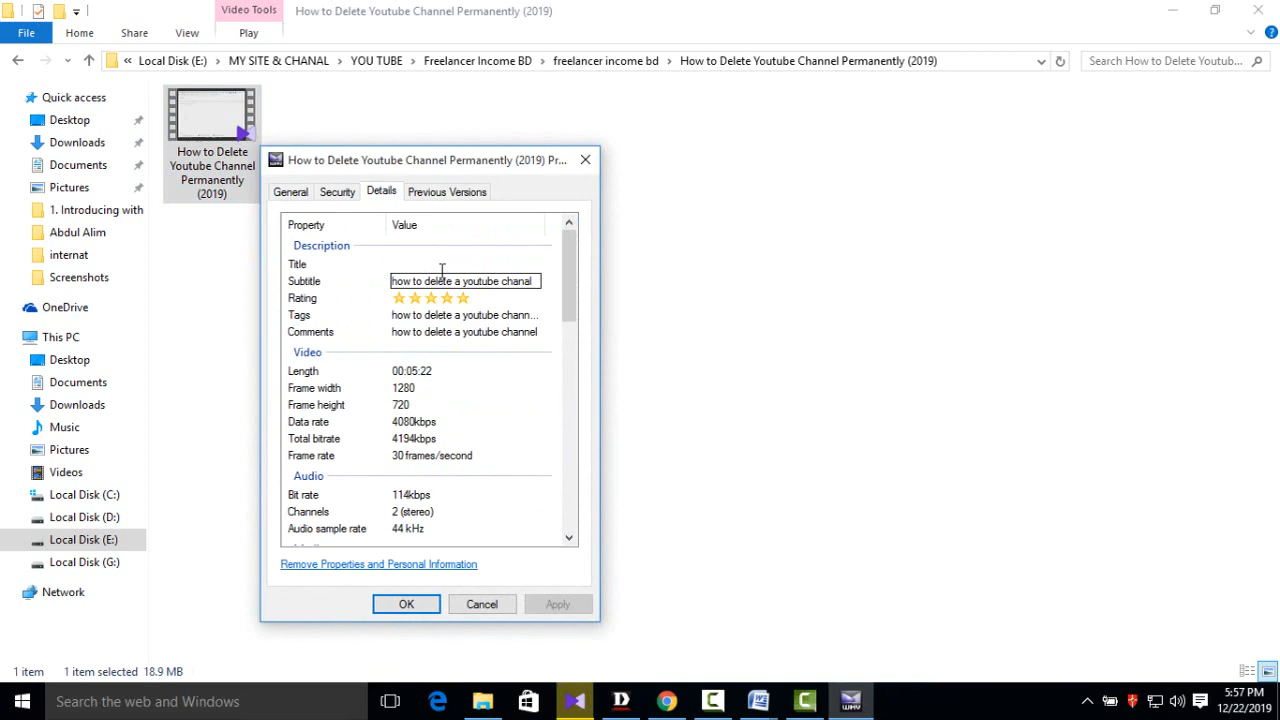 Video Tools
How to Delete Youtube Channel Permanently (2019)
File
Home
Share
View
Play
« Local Disk (E:) › MY SITE & CHANAL › YOU TUBE › Freelancer Income BD › freelancer income bd › How to Delete Youtube Channel Permanently (2019)
Search How to Delete Youtub...
Quick access
Desktop
Downloads
Documents
Pictures
1. Introducing with
Abdul Alim
internat
Screenshots
OneDrive
This PC
Desktop
Documents
Downloads
Music
Pictures
Videos
Local Disk (C:)
Local Disk (D:)
Local Disk (E:)
Local Disk (G:)
Network
How to Delete
Youtube Channel
Permanently
(2019)
How to Delete Youtube Channel Permanently (2019) Pr...
General
Security
Details
Previous Versions
Property Value
Description
Title
Subtitle how to delete a youtube chanal
Rating
Tags how to delete a youtube chann...
Comments how to delete a youtube channel
Video
Length 00:05:22
Frame width 1280
Frame height 720
Data rate 4080kbps
Total bitrate 4194kbps
Frame rate 30 frames/second
Audio
Bit rate 114kbps
Channels 2 (stereo)
Audio sample rate 44 kHz
Remove Properties and Personal Information
OK
Cancel
Apply
1 item 1 item selected 18.9 MB
Search the web and Windows
5:57 PM
12/22/2019